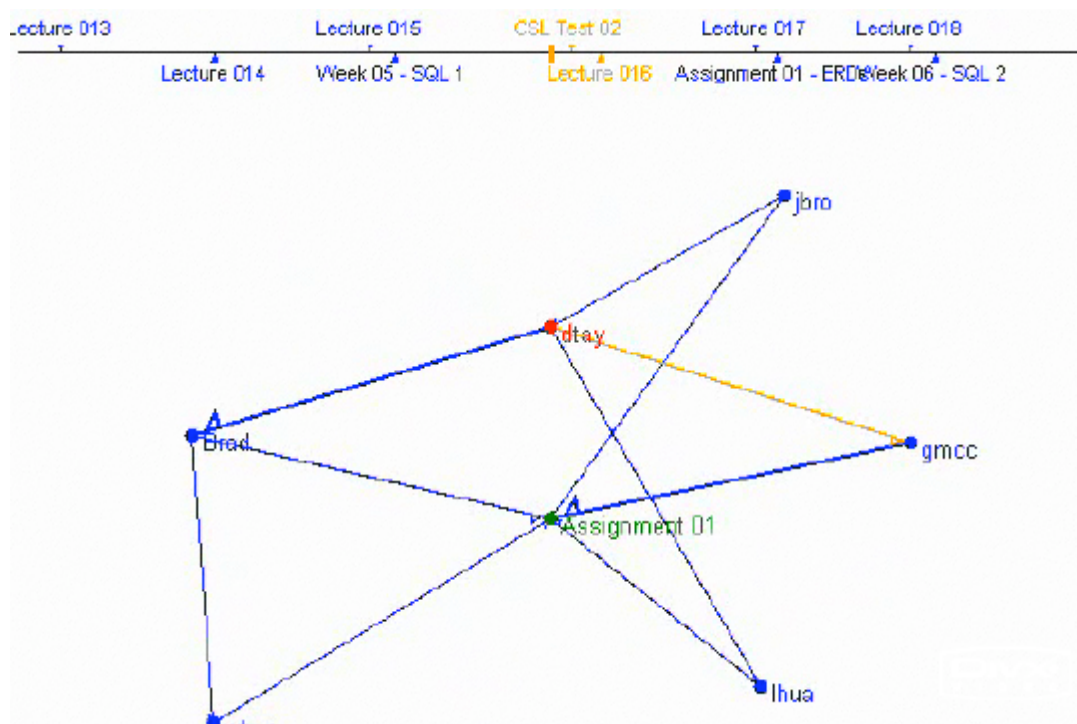 Lecture 013
Lecture 015
CSL Test 02
Lecture 017
Lecture 018
Lecture 014
Week 05 - SQL 1
Lecture 016
Assignment 01 - ERDs
Week 06 - SQL 2
jbro
dtay
Brad
gmcc
Assignment 01
lhua